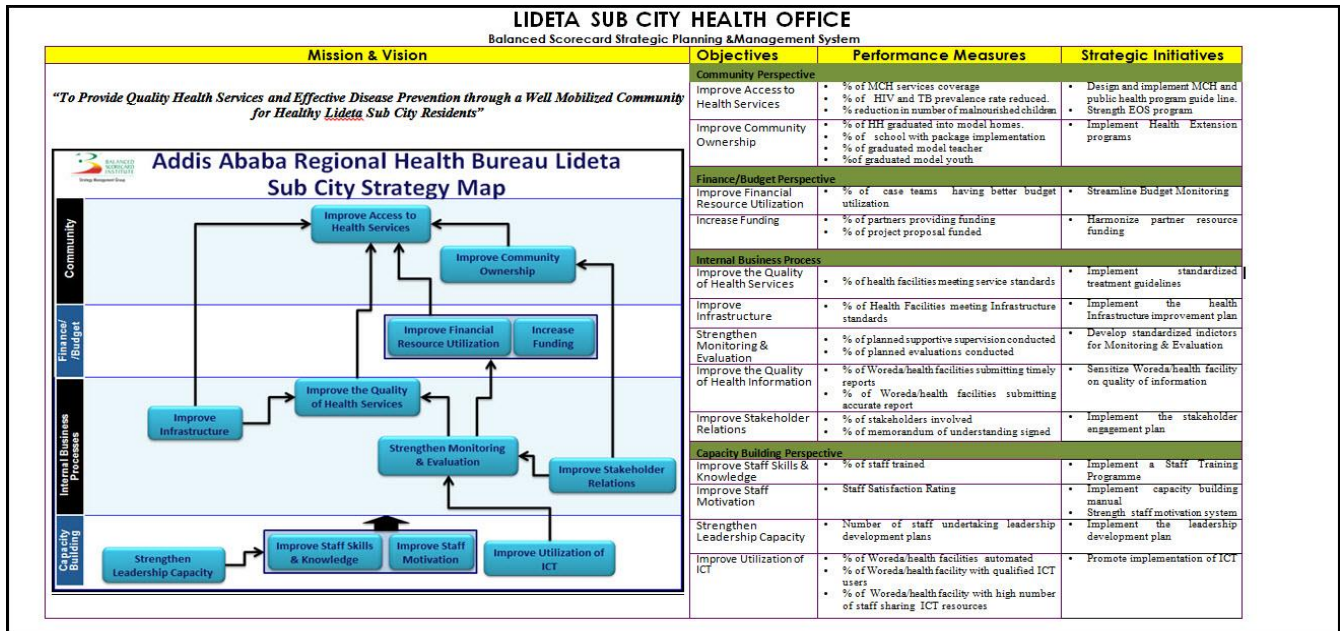 LIDETA SUB CITY HEALTH OFFICE
Balanced Scorecard Strategic Planning &Management System
Mission & Vision
"To Provide Quality Health Services and Effective Disease Prevention through a Well Mobilized Community
for Healthy Lideta Sub City Residents"
BALANCED
SCORECARD
INSTITUTE
Strategy Management Group
Addis Ababa Regional Health Bureau Lideta
Sub City Strategy Map
Community
Improve Access to
Health Services
Improve Community
Ownership
Finance/
/Budget
Improve Financial
Resource Utilization
Increase
Funding
Internal Business
Processes
Improve the Quality
of Health Services
Improve
Infrastructure
Strengthen Monitoring
& Evaluation
Improve Stakeholder
Relations
Capacity
Building
Strengthen
Leadership Capacity
Improve Staff Skills
& Knowledge
Improve Staff
Motivation
Improve Utilization of
ICT
Objectives
Performance Measures
Strategic Initiatives
Community Perspective
Improve Access to
Health Services
• % of MCH services coverage
• % of HIV and TB prevalence rate reduced.
• % reduction in number of malnourished children
• Design and implement MCH and
public health program guide line.
• Strength EOS program
Improve Community
Ownership
• % of HH graduated into model homes.
• % of school with package implementation
• % of graduated model teacher
• %of graduated model youth
• Implement Health Extension
programs
Finance/Budget Perspective
Improve Financial
Resource Utilization
• % of case teams having better budget
utilization
• Streamline Budget Monitoring
Increase Funding
• % of partners providing funding
• % of project proposal funded
• Harmonize partner resource
funding
Internal Business Process
Improve the Quality
of Health Services
• % of health facilities meeting service standards
• Implement standardized
treatment guidelines
Improve
Infrastructure
• % of Health Facilities meeting Infrastructure
standards
• Implement the health
Infrastructure improvement plan
Strengthen
Monitoring &
Evaluation
• % of planned supportive supervision conducted
• % of planned evaluations conducted
• Develop standardized indictors
for Monitoring & Evaluation
Improve the Quality
of Health Information
• % of Woreda/health facilities submitting timely
reports
• % of Woreda/health facilities submitting
accurate report
• Sensitize Woreda/health facility
on quality of information
Improve Stakeholder
Relations
• % of stakeholders involved
• % of memorandum of understanding signed
• Implement the stakeholder
engagement plan
Capacity Building Perspective
Improve Staff Skills &
Knowledge
• % of staff trained
• Implement a Staff Training
Programme
Improve Staff
Motivation
• Staff Satisfaction Rating
• Implement capacity building
manual
• Strength staff motivation system
Strengthen
Leadership Capacity
• Number of staff undertaking leadership
development plans
• Implement the leadership
development plan
Improve Utilization of
ICT
• % of Woreda/health facilities automated
• % of Woreda/health facility with qualified ICT
users
• % of Woreda/health facility with high number
of staff sharing ICT resources
• Promote implementation of ICT